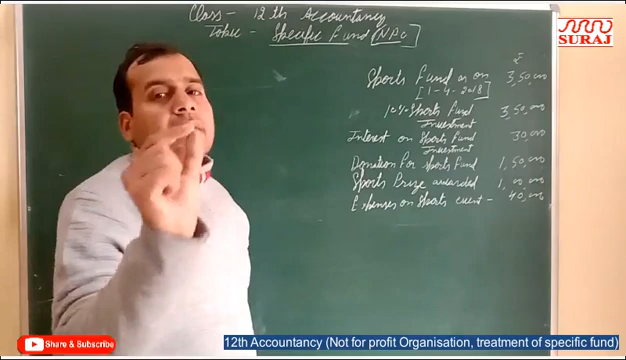 Class- 12th Accountancy
Topic - Specific Fund (NPO)
SURAJ
₹
Sports Fund as on 3,50,000
[1-4-2018]
10% Sports Fund 3,50,000
Investment
Interest on Sports Fund 30,000
Investment
Donation for Sports Fund 1,50,000
Sports Prize awarded 1,00,000
Expenses on Sports event - 40,000
Share & Subscribe
12th Accountancy (Not for profit Organisation, treatment of specific fund)